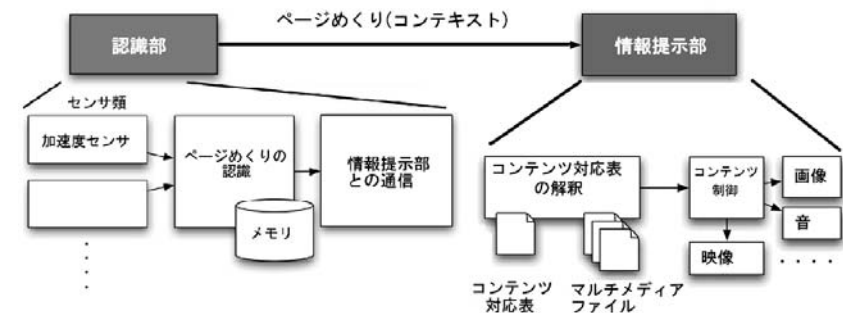 ページめくり(コンテキスト)
認識部
情報提示部
センサ類
加速度センサ
ページめくりの
認識
メモリ
情報提示部
との通信
コンテンツ対応表
の解釈
コンテンツ
制御
画像
音
映像
コンテンツ
対応表
マルチメディア
ファイル